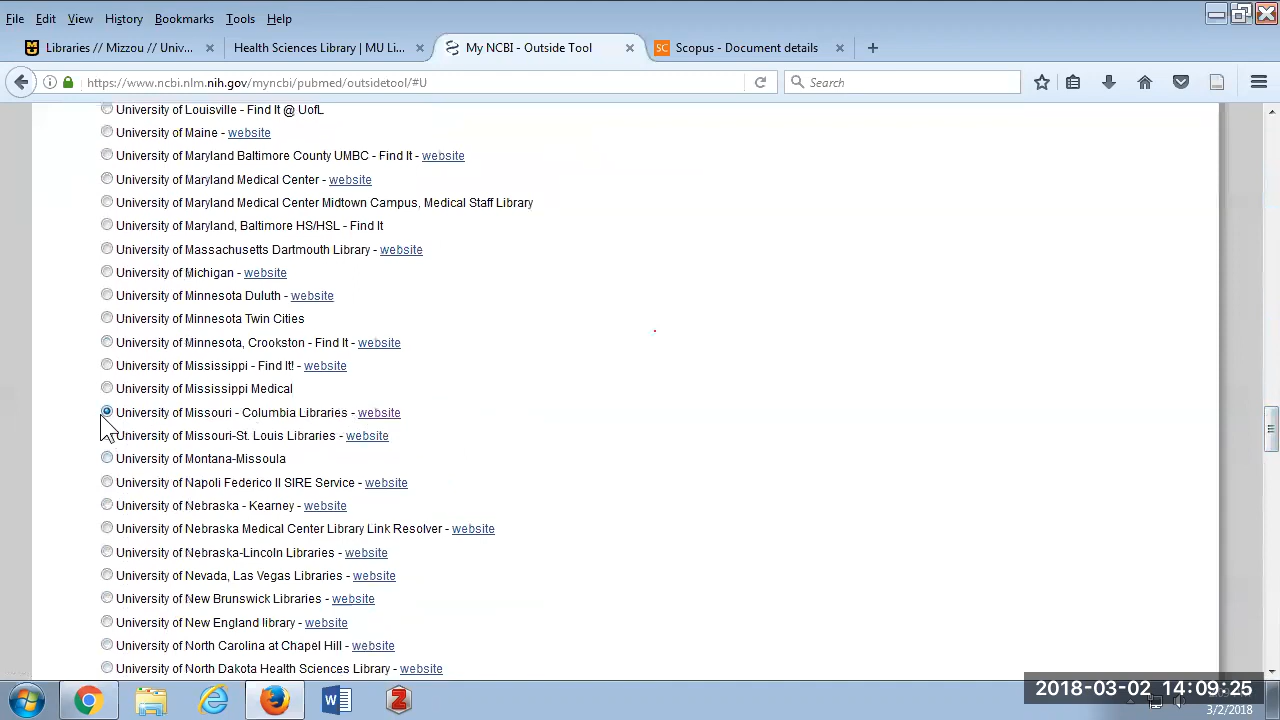 File Edit View History Bookmarks Tools Help
Libraries // Mizzou // Univ... × Health Sciences Library | MU Li... × My NCBI - Outside Tool × SC Scopus - Document details × +
https://www.ncbi.nlm.nih.gov/myncbi/pubmed/outsidetool/#U Search
University of Louisville - Find It @ UofL
University of Maine - website
University of Maryland Baltimore County UMBC - Find It - website
University of Maryland Medical Center - website
University of Maryland Medical Center Midtown Campus, Medical Staff Library
University of Maryland, Baltimore HS/HSL - Find It
University of Massachusetts Dartmouth Library - website
University of Michigan - website
University of Minnesota Duluth - website
University of Minnesota Twin Cities
University of Minnesota, Crookston - Find It - website
University of Mississippi - Find It! - website
University of Mississippi Medical
University of Missouri - Columbia Libraries - website
University of Missouri-St. Louis Libraries - website
University of Montana-Missoula
University of Napoli Federico II SIRE Service - website
University of Nebraska - Kearney - website
University of Nebraska Medical Center Library Link Resolver - website
University of Nebraska-Lincoln Libraries - website
University of Nevada, Las Vegas Libraries - website
University of New Brunswick Libraries - website
University of New England library - website
University of North Carolina at Chapel Hill - website
University of North Dakota Health Sciences Library - website
2018-03-02 14:09:25
3/2/2018